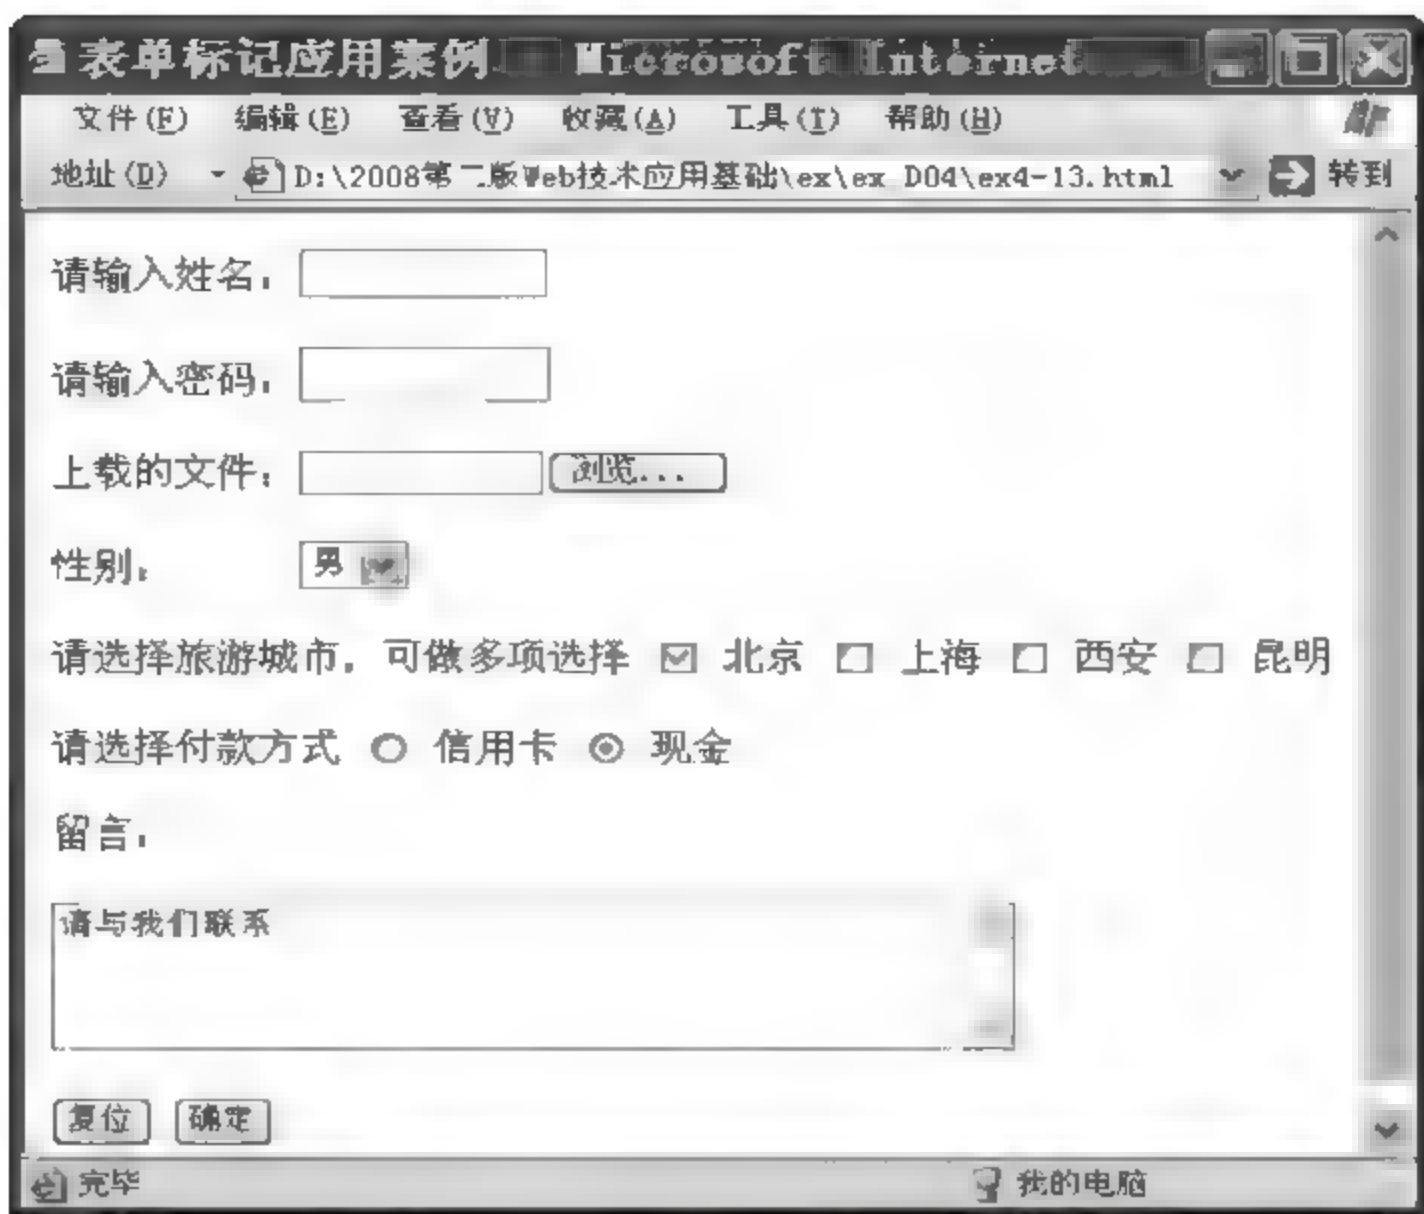 表单标记应用案例 Microsoft Internet
文件(F) 编辑(E) 查看(V) 收藏(A) 工具(T) 帮助(H)
地址(D) D:\2008第二版Web技术应用基础\ex\ex_D04\ex4-13.html 转到
请输入姓名:
请输入密码:
上载的文件: 浏览...
性别: 男
请选择旅游城市,可做多项选择 北京 上海 西安 昆明
请选择付款方式 信用卡 现金
留言:
请与我们联系
复位 确定
完毕 我的电脑